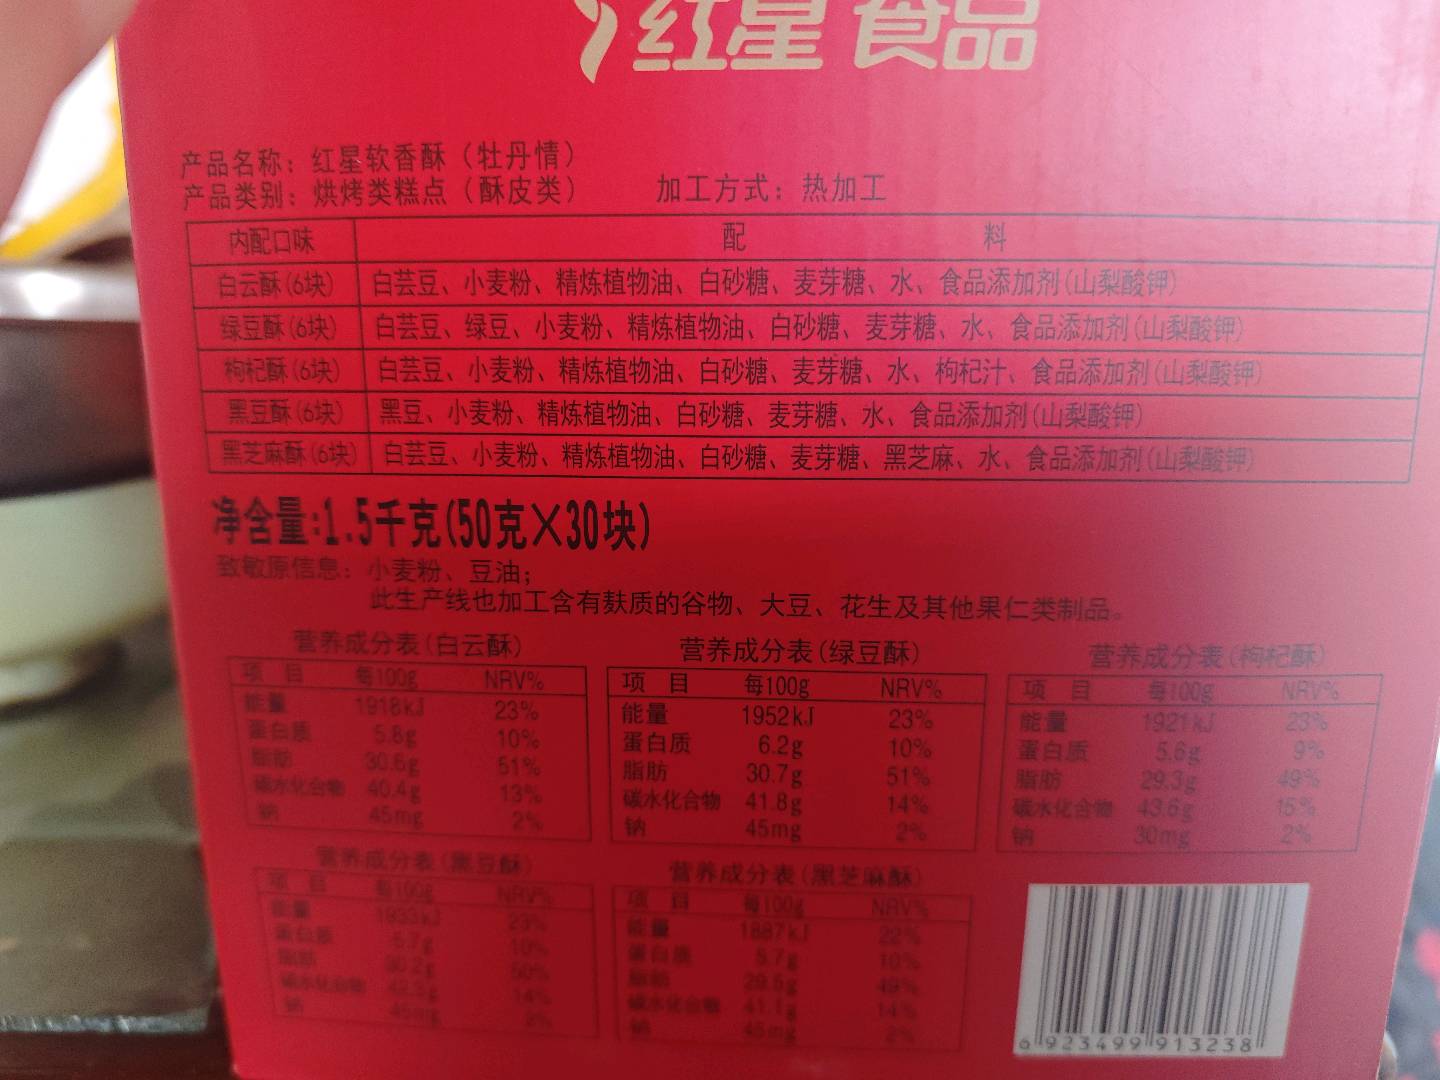 红星食品
产品名称：红星软香酥（牡丹情）
产品类别：烘烤类糕点（酥皮类） 加工方式：热加工
内配口味 配 料
白云酥(6块) 白芸豆、小麦粉、精炼植物油、白砂糖、麦芽糖、水、食品添加剂(山梨酸钾)
绿豆酥(6块) 白芸豆、绿豆、小麦粉、精炼植物油、白砂糖、麦芽糖、水、食品添加剂(山梨酸钾)
枸杞酥(6块) 白芸豆、小麦粉、精炼植物油、白砂糖、麦芽糖、水、枸杞汁、食品添加剂(山梨酸钾)
黑豆酥(6块) 黑豆、小麦粉、精炼植物油、白砂糖、麦芽糖、水、食品添加剂(山梨酸钾)
黑芝麻酥(6块) 白芸豆、小麦粉、精炼植物油、白砂糖、麦芽糖、黑芝麻、水、食品添加剂(山梨酸钾)
净含量:1.5千克(50克×30块)
致敏原信息：小麦粉、豆油；
此生产线也加工含有麸质的谷物、大豆、花生及其他果仁类制品。
营养成分表(白云酥)
项 目 每100g NRV%
能量 1918kJ 23%
蛋白质 5.8g 10%
脂肪 30.6g 51%
碳水化合物 40.4g 13%
钠 45mg 2%
营养成分表(绿豆酥)
项 目 每100g NRV%
能量 1952kJ 23%
蛋白质 6.2g 10%
脂肪 30.7g 51%
碳水化合物 41.8g 14%
钠 45mg 2%
营养成分表(枸杞酥)
项 目 每100g NRV%
能量 1921kJ 23%
蛋白质 5.6g 9%
脂肪 29.3g 49%
碳水化合物 43.6g 15%
钠 30mg 2%
营养成分表(黑豆酥)
项 目 每100g NRV%
能量 1933kJ 23%
蛋白质 10%
脂肪 50%
碳水化合物 14%
钠 2%
营养成分表(黑芝麻酥)
项 目 每100g NRV%
能量 1887kJ 22%
蛋白质 5.7g 10%
脂肪 29.5g 49%
碳水化合物 41.1g 14%
钠 45mg 2%
6 923499 913238